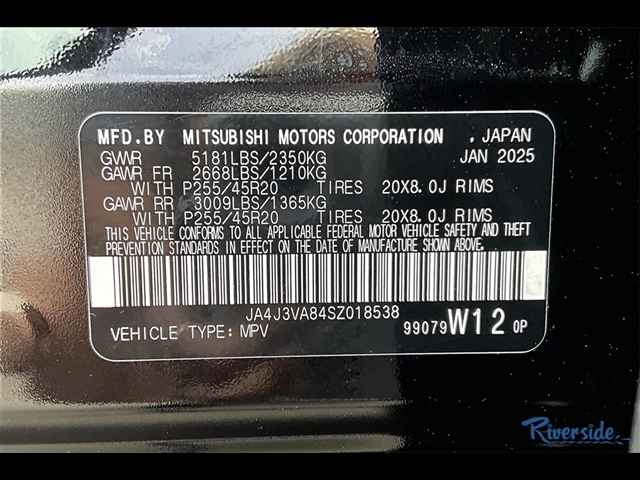 MFD.BY MITSUBISHI MOTORS CORPORATION , JAPAN
GVWR 5181LBS/2350KG JAN 2025
GAWR FR 2668LBS/1210KG
WITH P255/45R20 TIRES 20X8.0J RIMS
GAWR RR 3009LBS/1365KG
WITH P255/45R20 TIRES 20X8.0J RIMS
THIS VEHICLE CONFORMS TO ALL APPLICABLE FEDERAL MOTOR VEHICLE SAFETY AND THEFT
PREVENTION STANDARDS IN EFFECT ON THE DATE OF MANUFACTURE SHOWN ABOVE.
JA4J3VA84SZ018538
VEHICLE TYPE: MPV 99079 W12 0P
Riverside